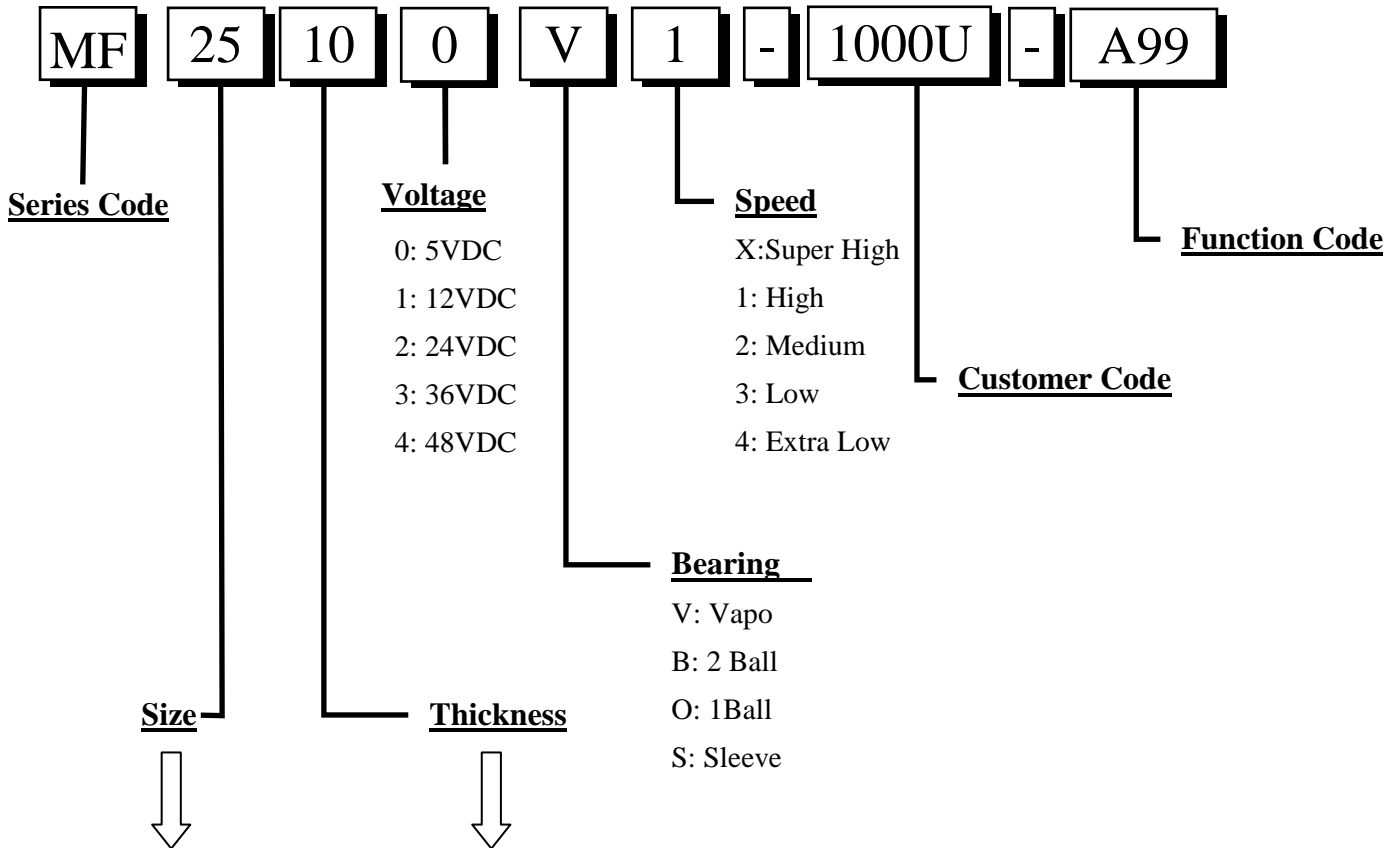 MF 25 10 0 V 1 - 1000U - A99
Series Code
Voltage
0: 5VDC
1: 12VDC
2: 24VDC
3: 36VDC
4: 48VDC
Speed
X:Super High
1: High
2: Medium
3: Low
4: Extra Low
Function Code
Customer Code
Bearing
V: Vapo
B: 2 Ball
O: 1Ball
S: Sleeve
Size
Thickness